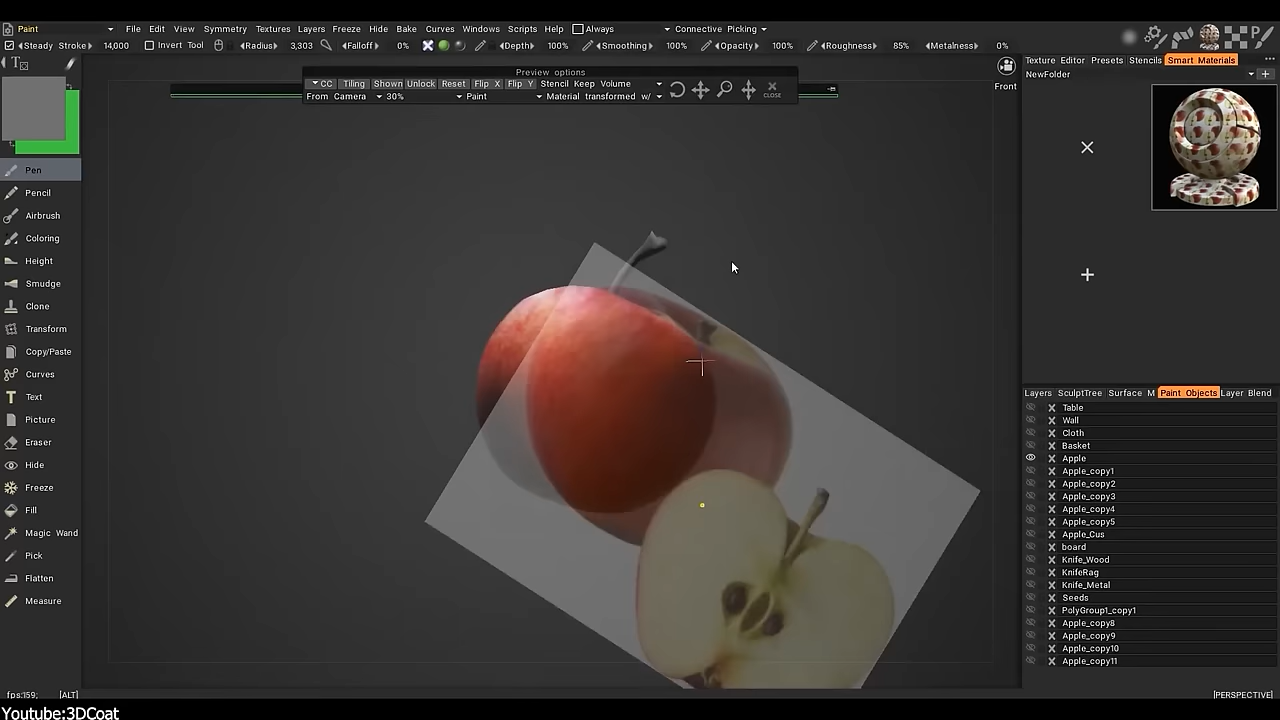 Paint File Edit View Symmetry Textures Layers Freeze Hide Bake Curves Windows Scripts Help Always Connective Picking
Steady Stroke 14,000 Invert Tool Radius 3,303 Falloff 0% Depth 100% Smoothing 100% Opacity 100% Roughness 85% Metalness 0%
Preview options
CC Tiling Shown Unlock Reset Flip X Flip Y Stencil Keep Volume
From Camera 30% Paint Material transformed w/ CLOSE
Front
Texture Editor Presets Stencils Smart Materials
NewFolder
Pen
Pencil
Airbrush
Coloring
Height
Smudge
Clone
Transform
Copy/Paste
Curves
Text
Picture
Eraser
Hide
Freeze
Fill
Magic Wand
Pick
Flatten
Measure
Layers SculptTree Surface M Paint Objects Layer Blend
Table
Wall
Cloth
Basket
Apple
Apple_copy1
Apple_copy2
Apple_copy3
Apple_copy4
Apple_copy5
Apple_Cus
board
Knife_Wood
KnifeRag
Knife_Metal
Seeds
PolyGroup1_copy1
Apple_copy8
Apple_copy9
Apple_copy10
Apple_copy11
fps:159; [ALT] [PERSPECTIVE]
Youtube:3DCoat